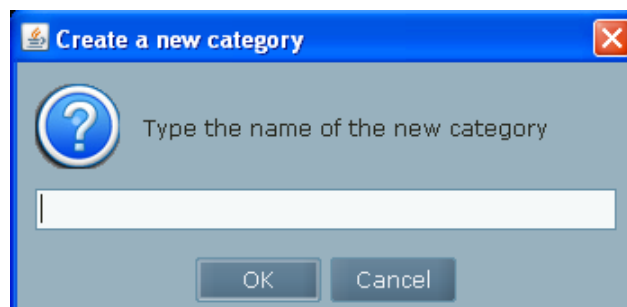 Create a new category
Type the name of the new category
OK
Cancel